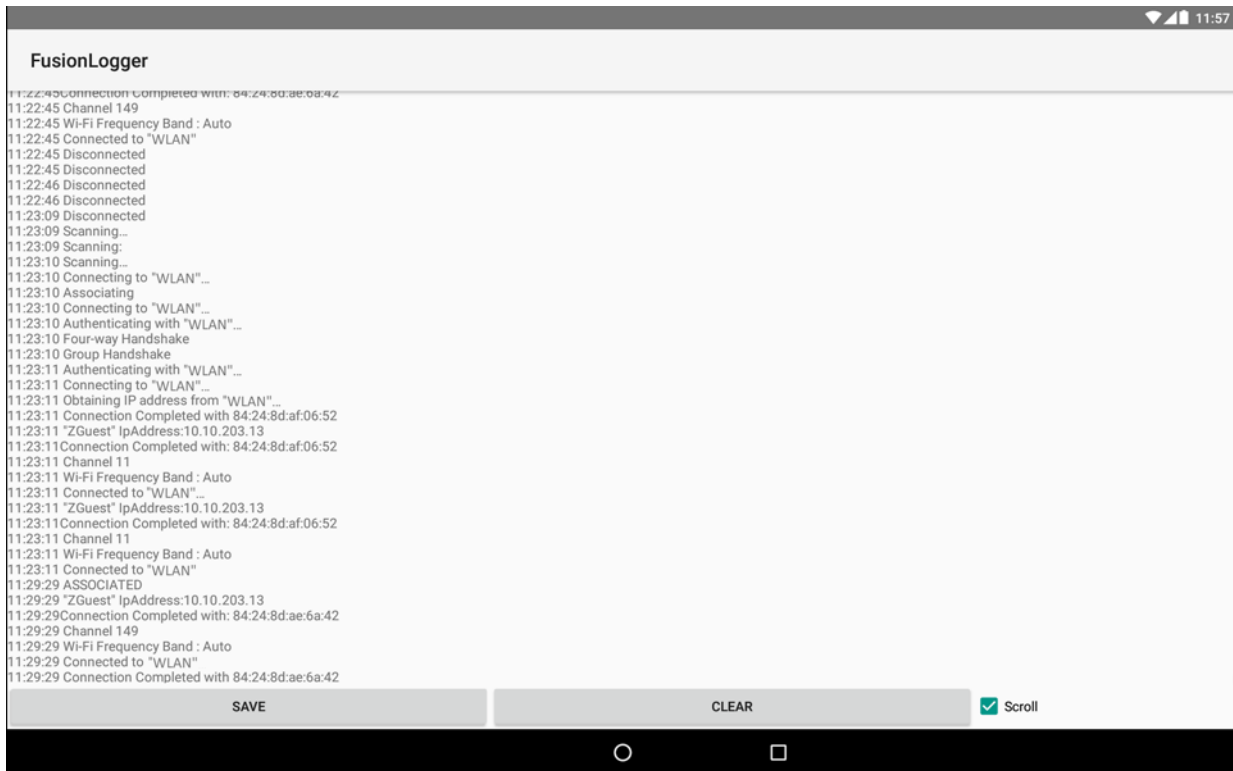 11:57
FusionLogger
11:22:45Connection Completed with: 84:24:8d:ae:6a:42
11:22:45 Channel 149
11:22:45 Wi-Fi Frequency Band : Auto
11:22:45 Connected to "WLAN"
11:22:45 Disconnected
11:22:45 Disconnected
11:22:46 Disconnected
11:22:46 Disconnected
11:23:09 Disconnected
11:23:09 Scanning...
11:23:09 Scanning:
11:23:10 Scanning...
11:23:10 Connecting to "WLAN"...
11:23:10 Associating
11:23:10 Connecting to "WLAN"...
11:23:10 Authenticating with "WLAN"...
11:23:10 Four-way Handshake
11:23:10 Group Handshake
11:23:11 Authenticating with "WLAN"...
11:23:11 Connecting to "WLAN"...
11:23:11 Obtaining IP address from "WLAN"...
11:23:11 Connection Completed with 84:24:8d:af:06:52
11:23:11 "ZGuest" IpAddress:10.10.203.13
11:23:11Connection Completed with: 84:24:8d:af:06:52
11:23:11 Channel 11
11:23:11 Wi-Fi Frequency Band : Auto
11:23:11 Connected to "WLAN"...
11:23:11 "ZGuest" IpAddress:10.10.203.13
11:23:11Connection Completed with: 84:24:8d:af:06:52
11:23:11 Channel 11
11:23:11 Wi-Fi Frequency Band : Auto
11:23:11 Connected to "WLAN"
11:29:29 ASSOCIATED
11:29:29 "ZGuest" IpAddress:10.10.203.13
11:29:29Connection Completed with: 84:24:8d:ae:6a:42
11:29:29 Channel 149
11:29:29 Wi-Fi Frequency Band : Auto
11:29:29 Connected to "WLAN"
11:29:29 Connection Completed with 84:24:8d:ae:6a:42
SAVE
CLEAR
Scroll